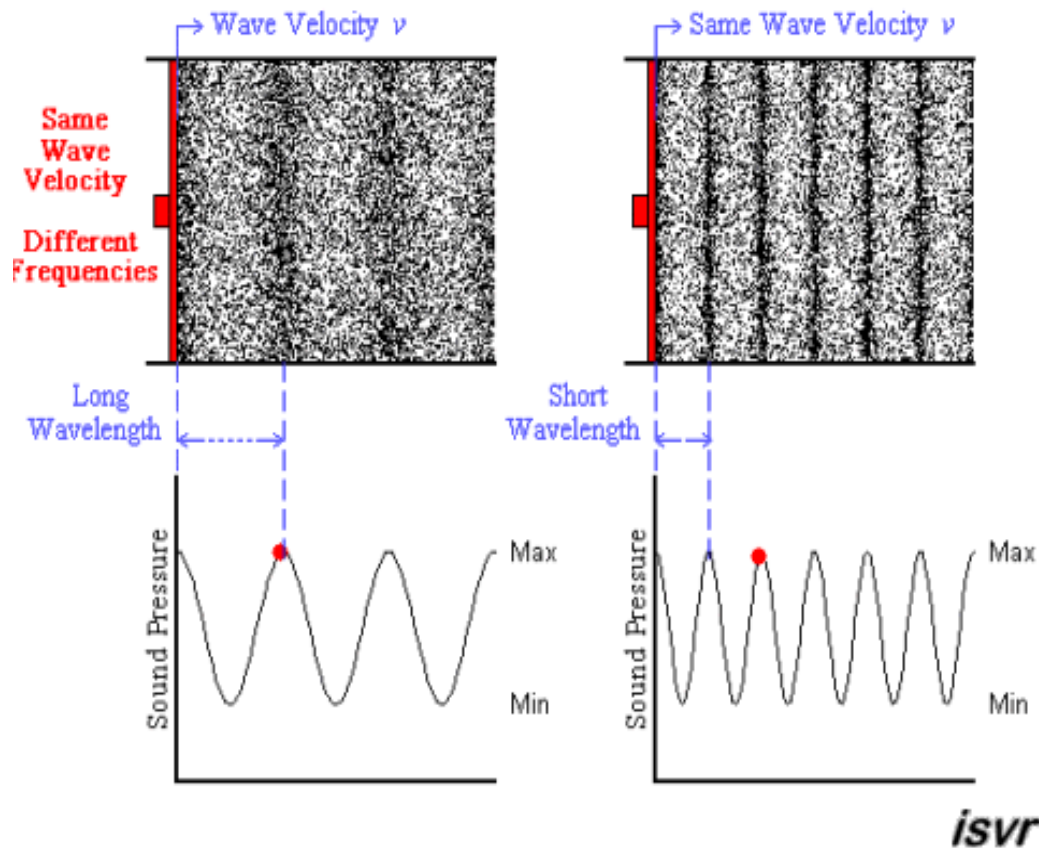 Wave Velocity ν
Same Wave Velocity ν
Same
Wave
Velocity
Different
Frequencies
Long
Wavelength
Short
Wavelength
Sound Pressure
Max
Min
Sound Pressure
Max
Min
isvr